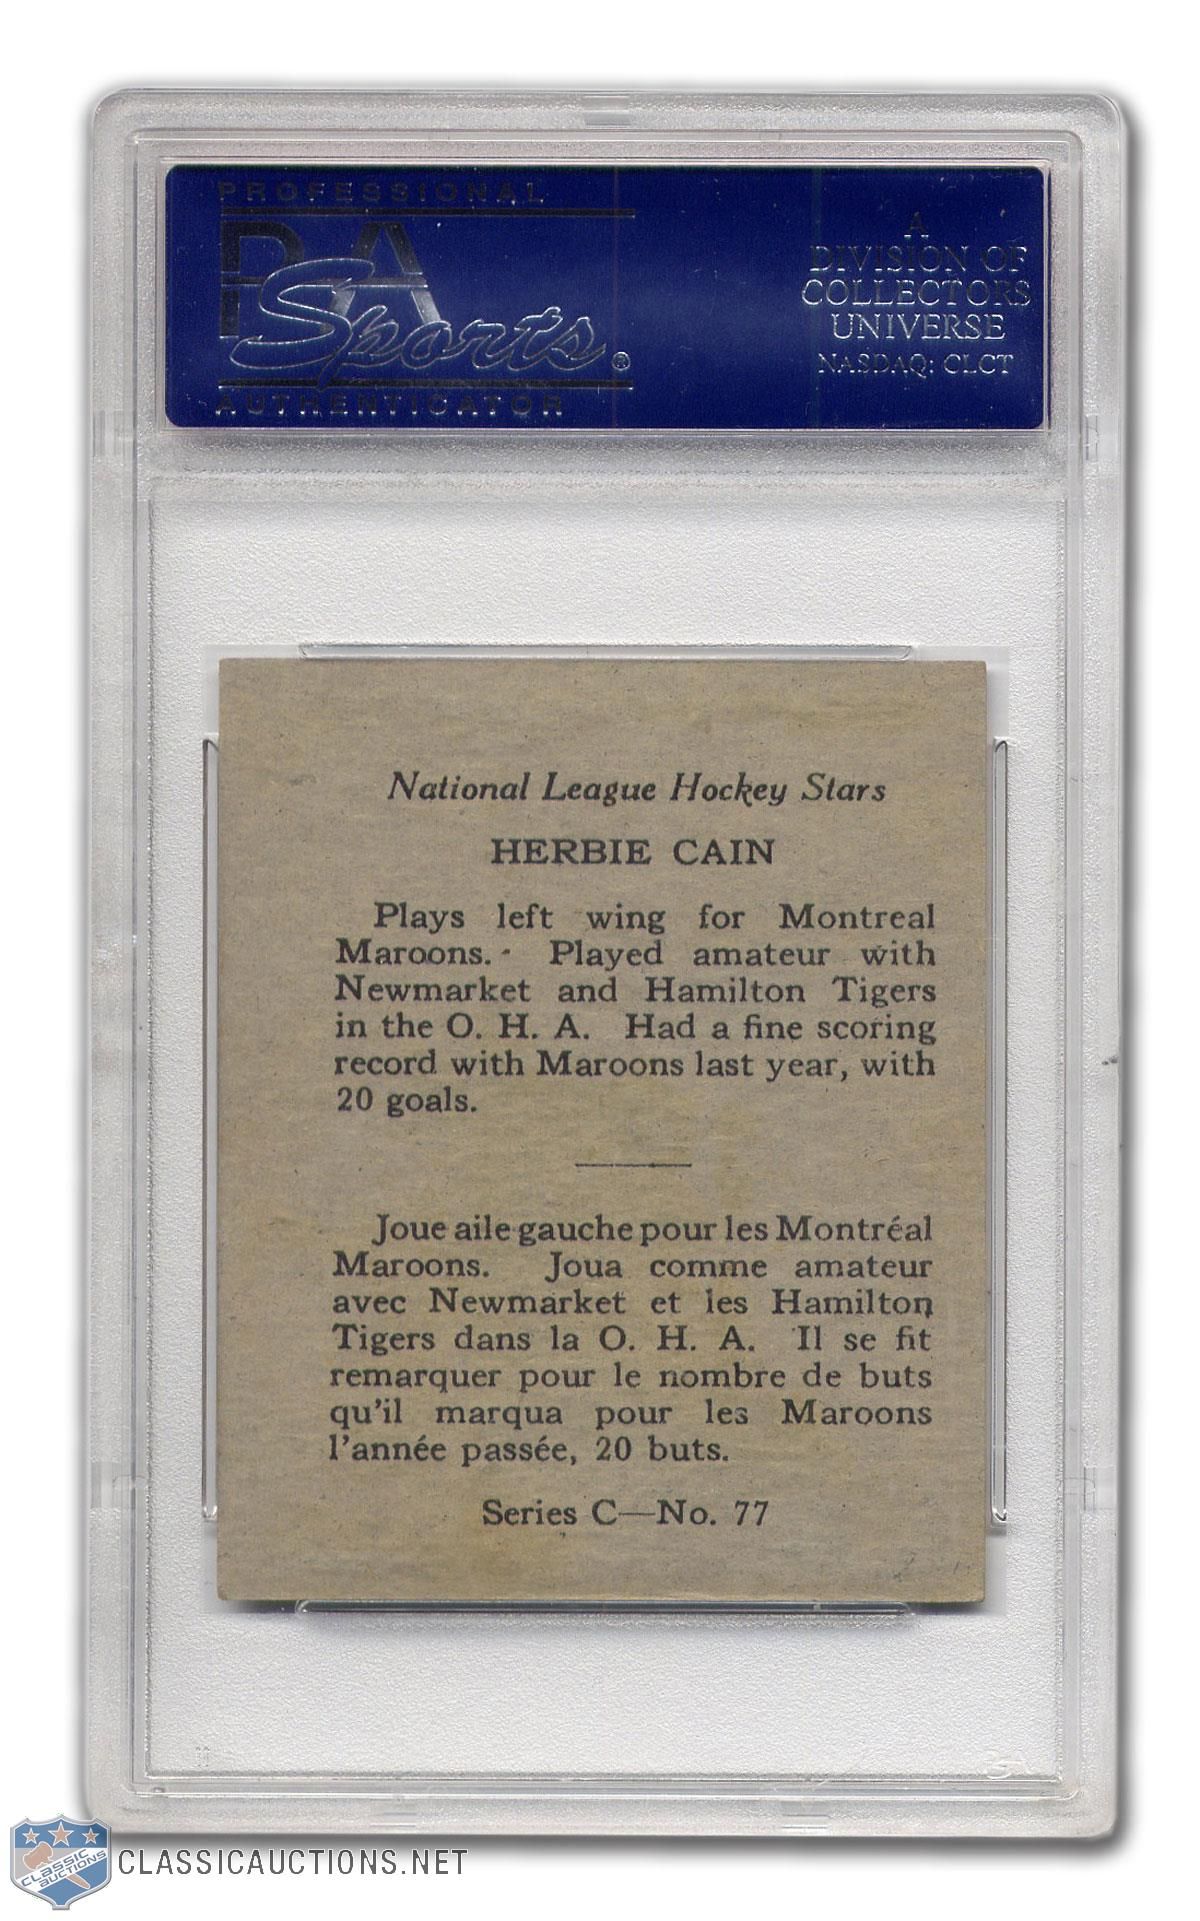 PROFESSIONAL
PSA
Sports®
AUTHENTICATOR
A
DIVISION OF
COLLECTORS
UNIVERSE
NASDAQ: CLCT
National League Hockey Stars
HERBIE CAIN
Plays left wing for Montreal
Maroons. Played amateur with
Newmarket and Hamilton Tigers
in the O. H. A. Had a fine scoring
record with Maroons last year, with
20 goals.
Joue aile gauche pour les Montréal
Maroons. Joua comme amateur
avec Newmarket et les Hamilton
Tigers dans la O. H. A. Il se fit
remarquer pour le nombre de buts
qu'il marqua pour les Maroons
l'année passée, 20 buts.
Series C—No. 77
CLASSIC
AUCTIONS
CLASSICAUCTIONS.NET